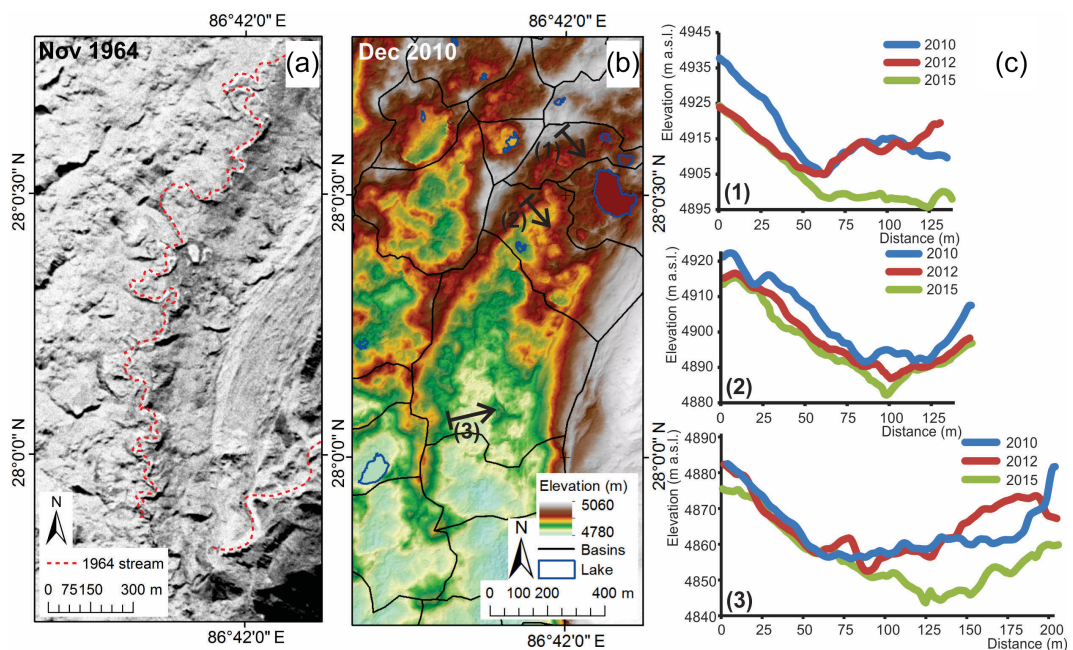 86°42'0" E
86°42'0" E
Nov 1964
(a)
28°0'30" N
28°0'0" N
N
1964 stream
0 75 150 300 m
86°42'0" E
Dec 2010
(b)
(1)
(2)
(3)
28°0'30" N
28°0'0" N
Elevation (m)
5060
4780
Basins
Lake
N
0 100 200 400 m
86°42'0" E
(c)
Elevation (m a.s.l.)
4945
4935
4925
4915
4905
4895
2010
2012
2015
(1)
0 25 50 75 100 125
Distance (m)
Elevation (m a.s.l.)
4920
4910
4900
4890
4880
2010
2012
2015
(2)
0 25 50 75 100 125
Distance (m)
Elevation (m a.s.l.)
4890
4880
4870
4860
4850
4840
2010
2012
2015
(3)
0 25 50 75 100 125 150 175 200
Distance (m)